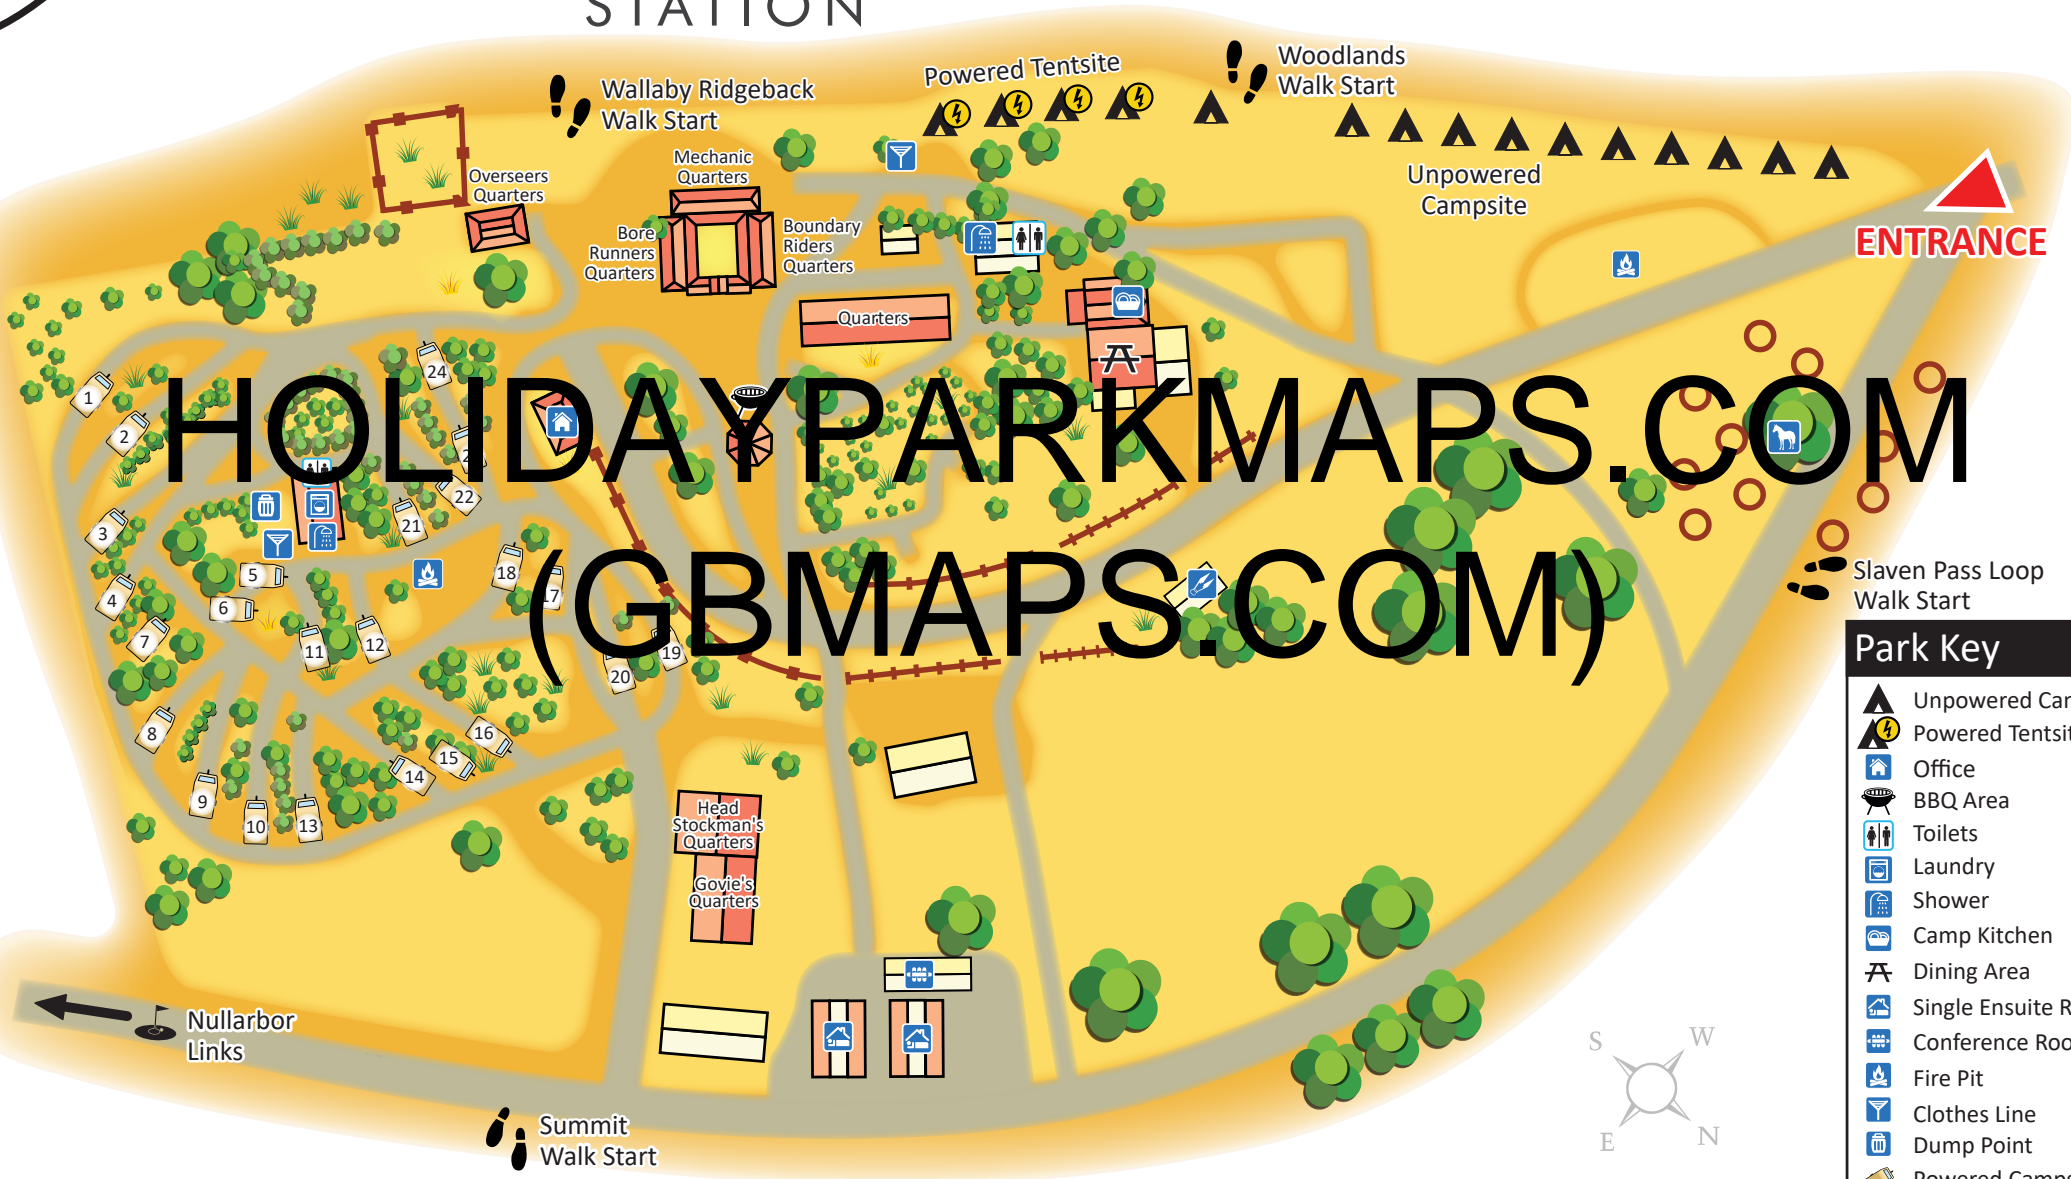 STATION
Wallaby Ridgeback
Walk Start
Powered Tentsite
Woodlands
Walk Start
Unpowered
Campsite
ENTRANCE
Overseers
Quarters
Mechanic
Quarters
Bore
Runners
Quarters
Boundary
Riders
Quarters
Quarters
HOLIDAYPARKMAPS.COM
(GBMAPS.COM)
1
2
3
4
5
6
7
8
9
10
11
12
13
14
15
16
17
18
19
20
21
22
24
Slaven Pass Loop
Walk Start
Head
Stockman's
Quarters
Govie's
Quarters
Nullarbor
Links
Summit
Walk Start
S
W
E
N
Park Key
Unpowered
Powered
Office
BBQ Area
Toilets
Laundry
Shower
Camp Kitchen
Dining Area
Single Ensuite
Conference
Fire Pit
Clothes Line
Dump Point
Powered